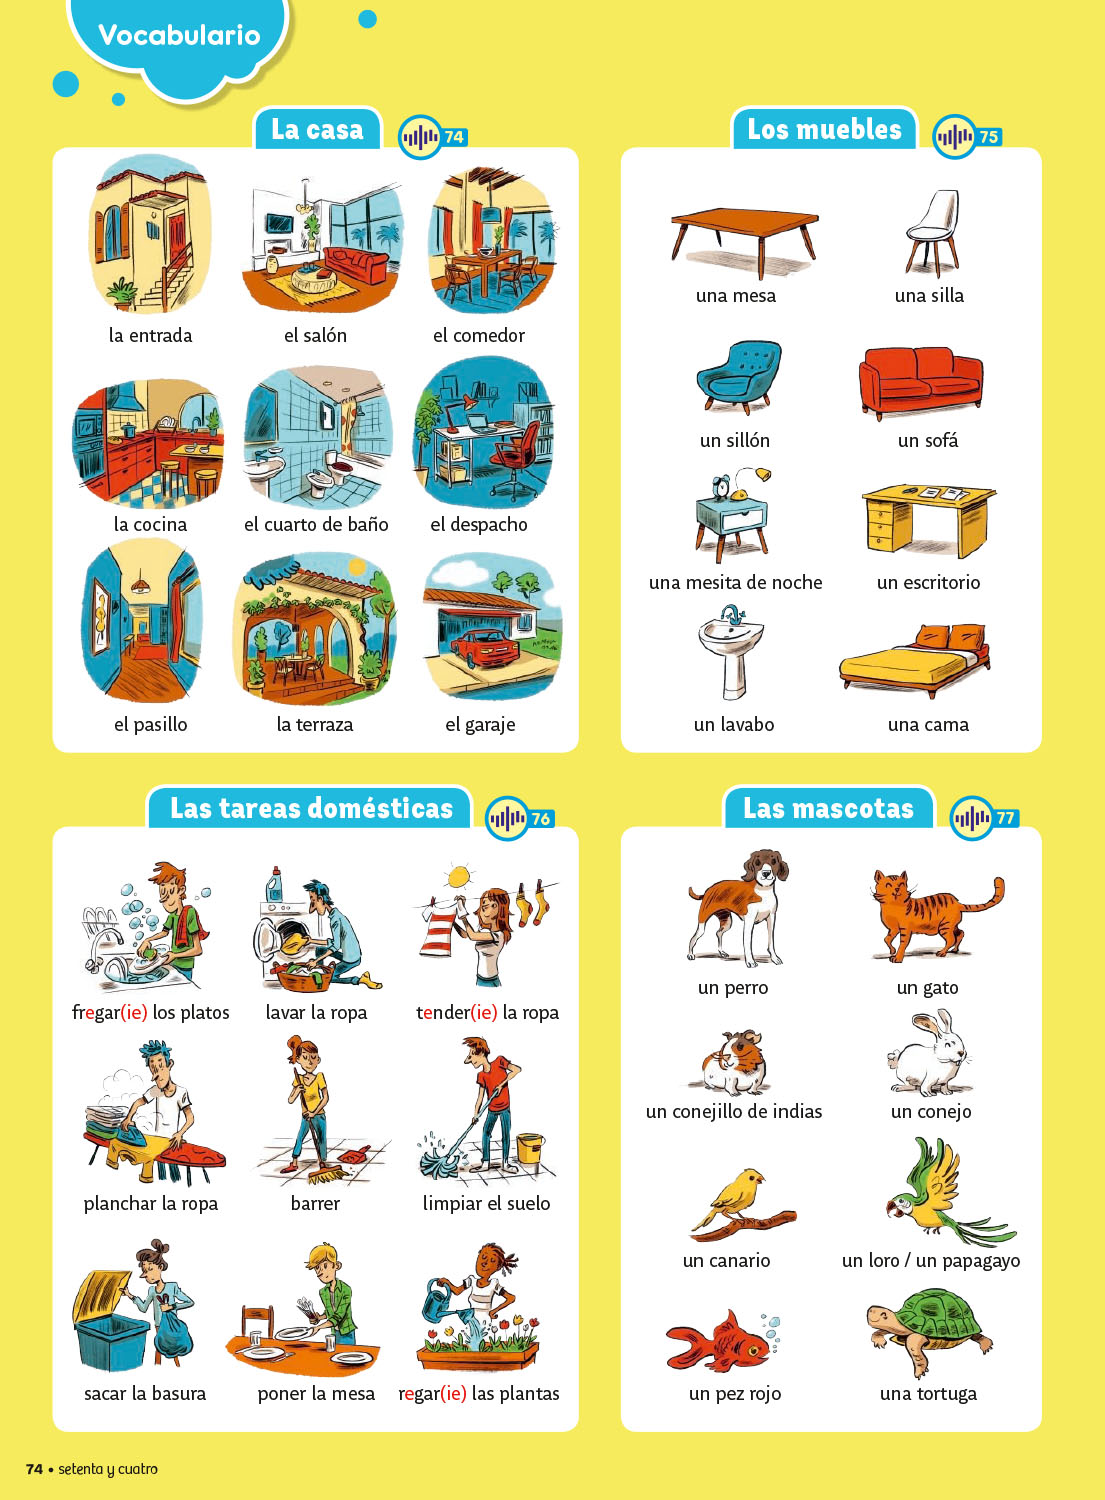 Vocabulario
La casa
74
la entrada
el salón
el comedor
la cocina
el cuarto de baño
el despacho
el pasillo
la terraza
el garaje
Los muebles
75
una mesa
una silla
un sillón
un sofá
una mesita de noche
un escritorio
un lavabo
una cama
Las tareas domésticas
76
fregar(ie) los platos
lavar la ropa
tender(ie) la ropa
planchar la ropa
barrer
limpiar el suelo
sacar la basura
poner la mesa
regar(ie) las plantas
Las mascotas
77
un perro
un gato
un conejillo de indias
un conejo
un canario
un loro / un papagayo
un pez rojo
una tortuga
74 • setenta y cuatro